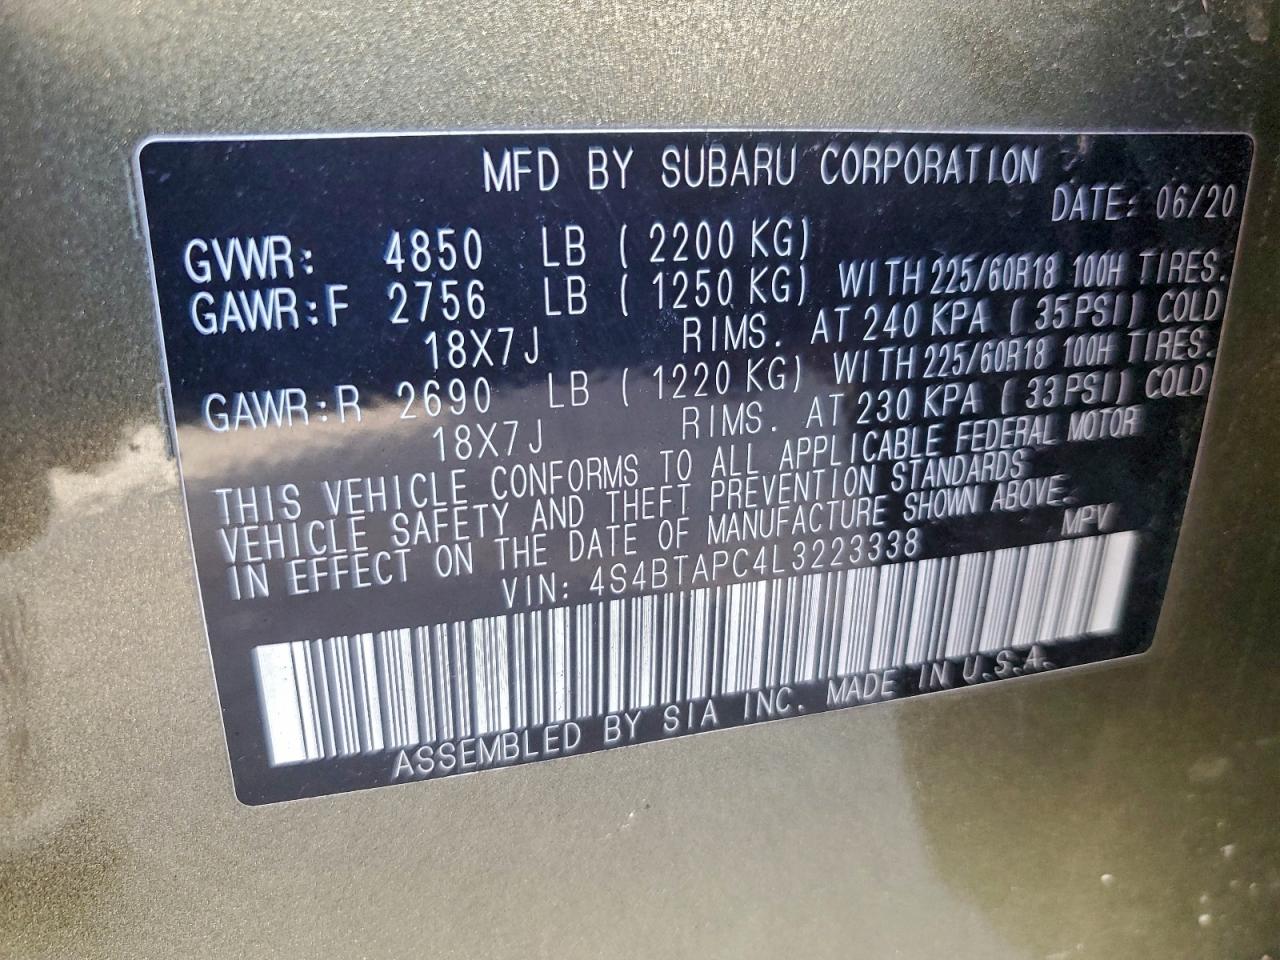 MFD BY SUBARU CORPORATION
DATE: 06/20
GVWR: 4850 LB ( 2200 KG)
GAWR:F 2756 LB ( 1250 KG) WITH 225/60R18 100H TIRES.
18X7J RIMS. AT 240 KPA ( 35PSI) COLD
GAWR:R 2690 LB ( 1220 KG) WITH 225/60R18 100H TIRES.
18X7J RIMS. AT 230 KPA ( 33PSI) COLD
THIS VEHICLE CONFORMS TO ALL APPLICABLE FEDERAL MOTOR
VEHICLE SAFETY AND THEFT PREVENTION STANDARDS
IN EFFECT ON THE DATE OF MANUFACTURE SHOWN ABOVE.
VIN: 4S4BTAPC4L3223338 MPV
ASSEMBLED BY SIA INC. MADE IN U.S.A.